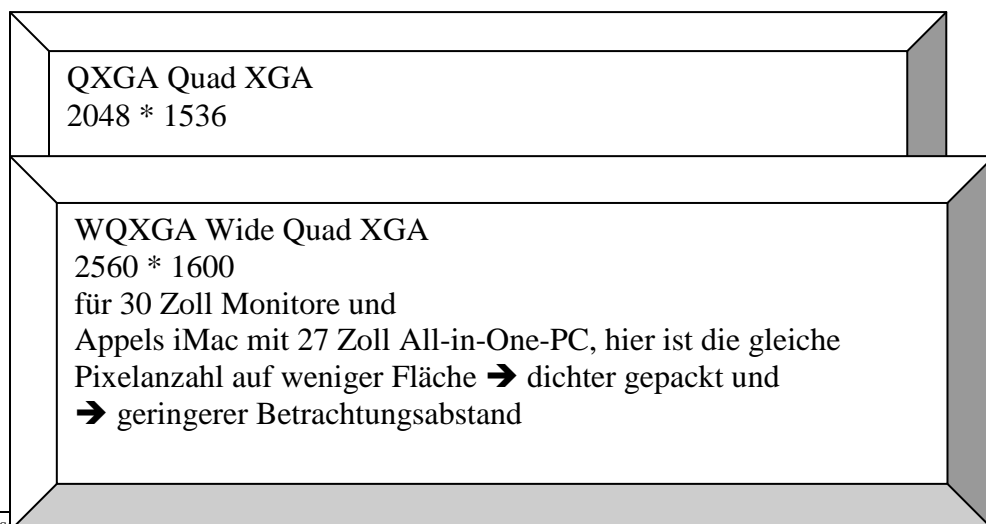 QXGA Quad XGA
2048 * 1536
WQXGA Wide Quad XGA
2560 * 1600
für 30 Zoll Monitore und
Appels iMac mit 27 Zoll All-in-One-PC, hier ist die gleiche
Pixelanzahl auf weniger Fläche ➔ dichter gepackt und
➔ geringerer Betrachtungsabstand